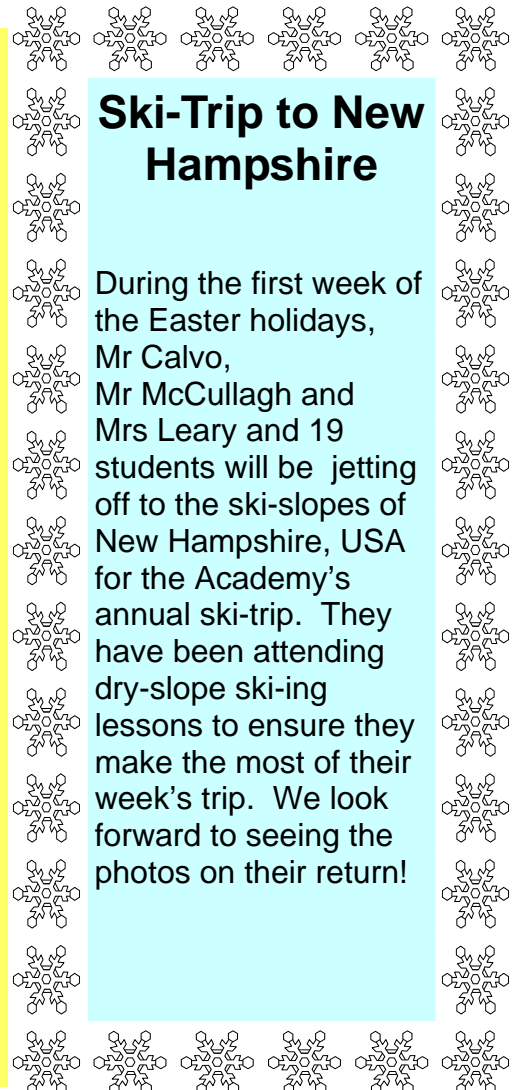 Ski-Trip to New
Hampshire
During the first week of
the Easter holidays,
Mr Calvo,
Mr McCullagh and
Mrs Leary and 19
students will be  jetting
off to the ski-slopes of
New Hampshire, USA
for the Academy’s
annual ski-trip.  They
have been attending
dry-slope ski-ing
lessons to ensure they
make the most of their
week’s trip.  We look
forward to seeing the
photos on their return!